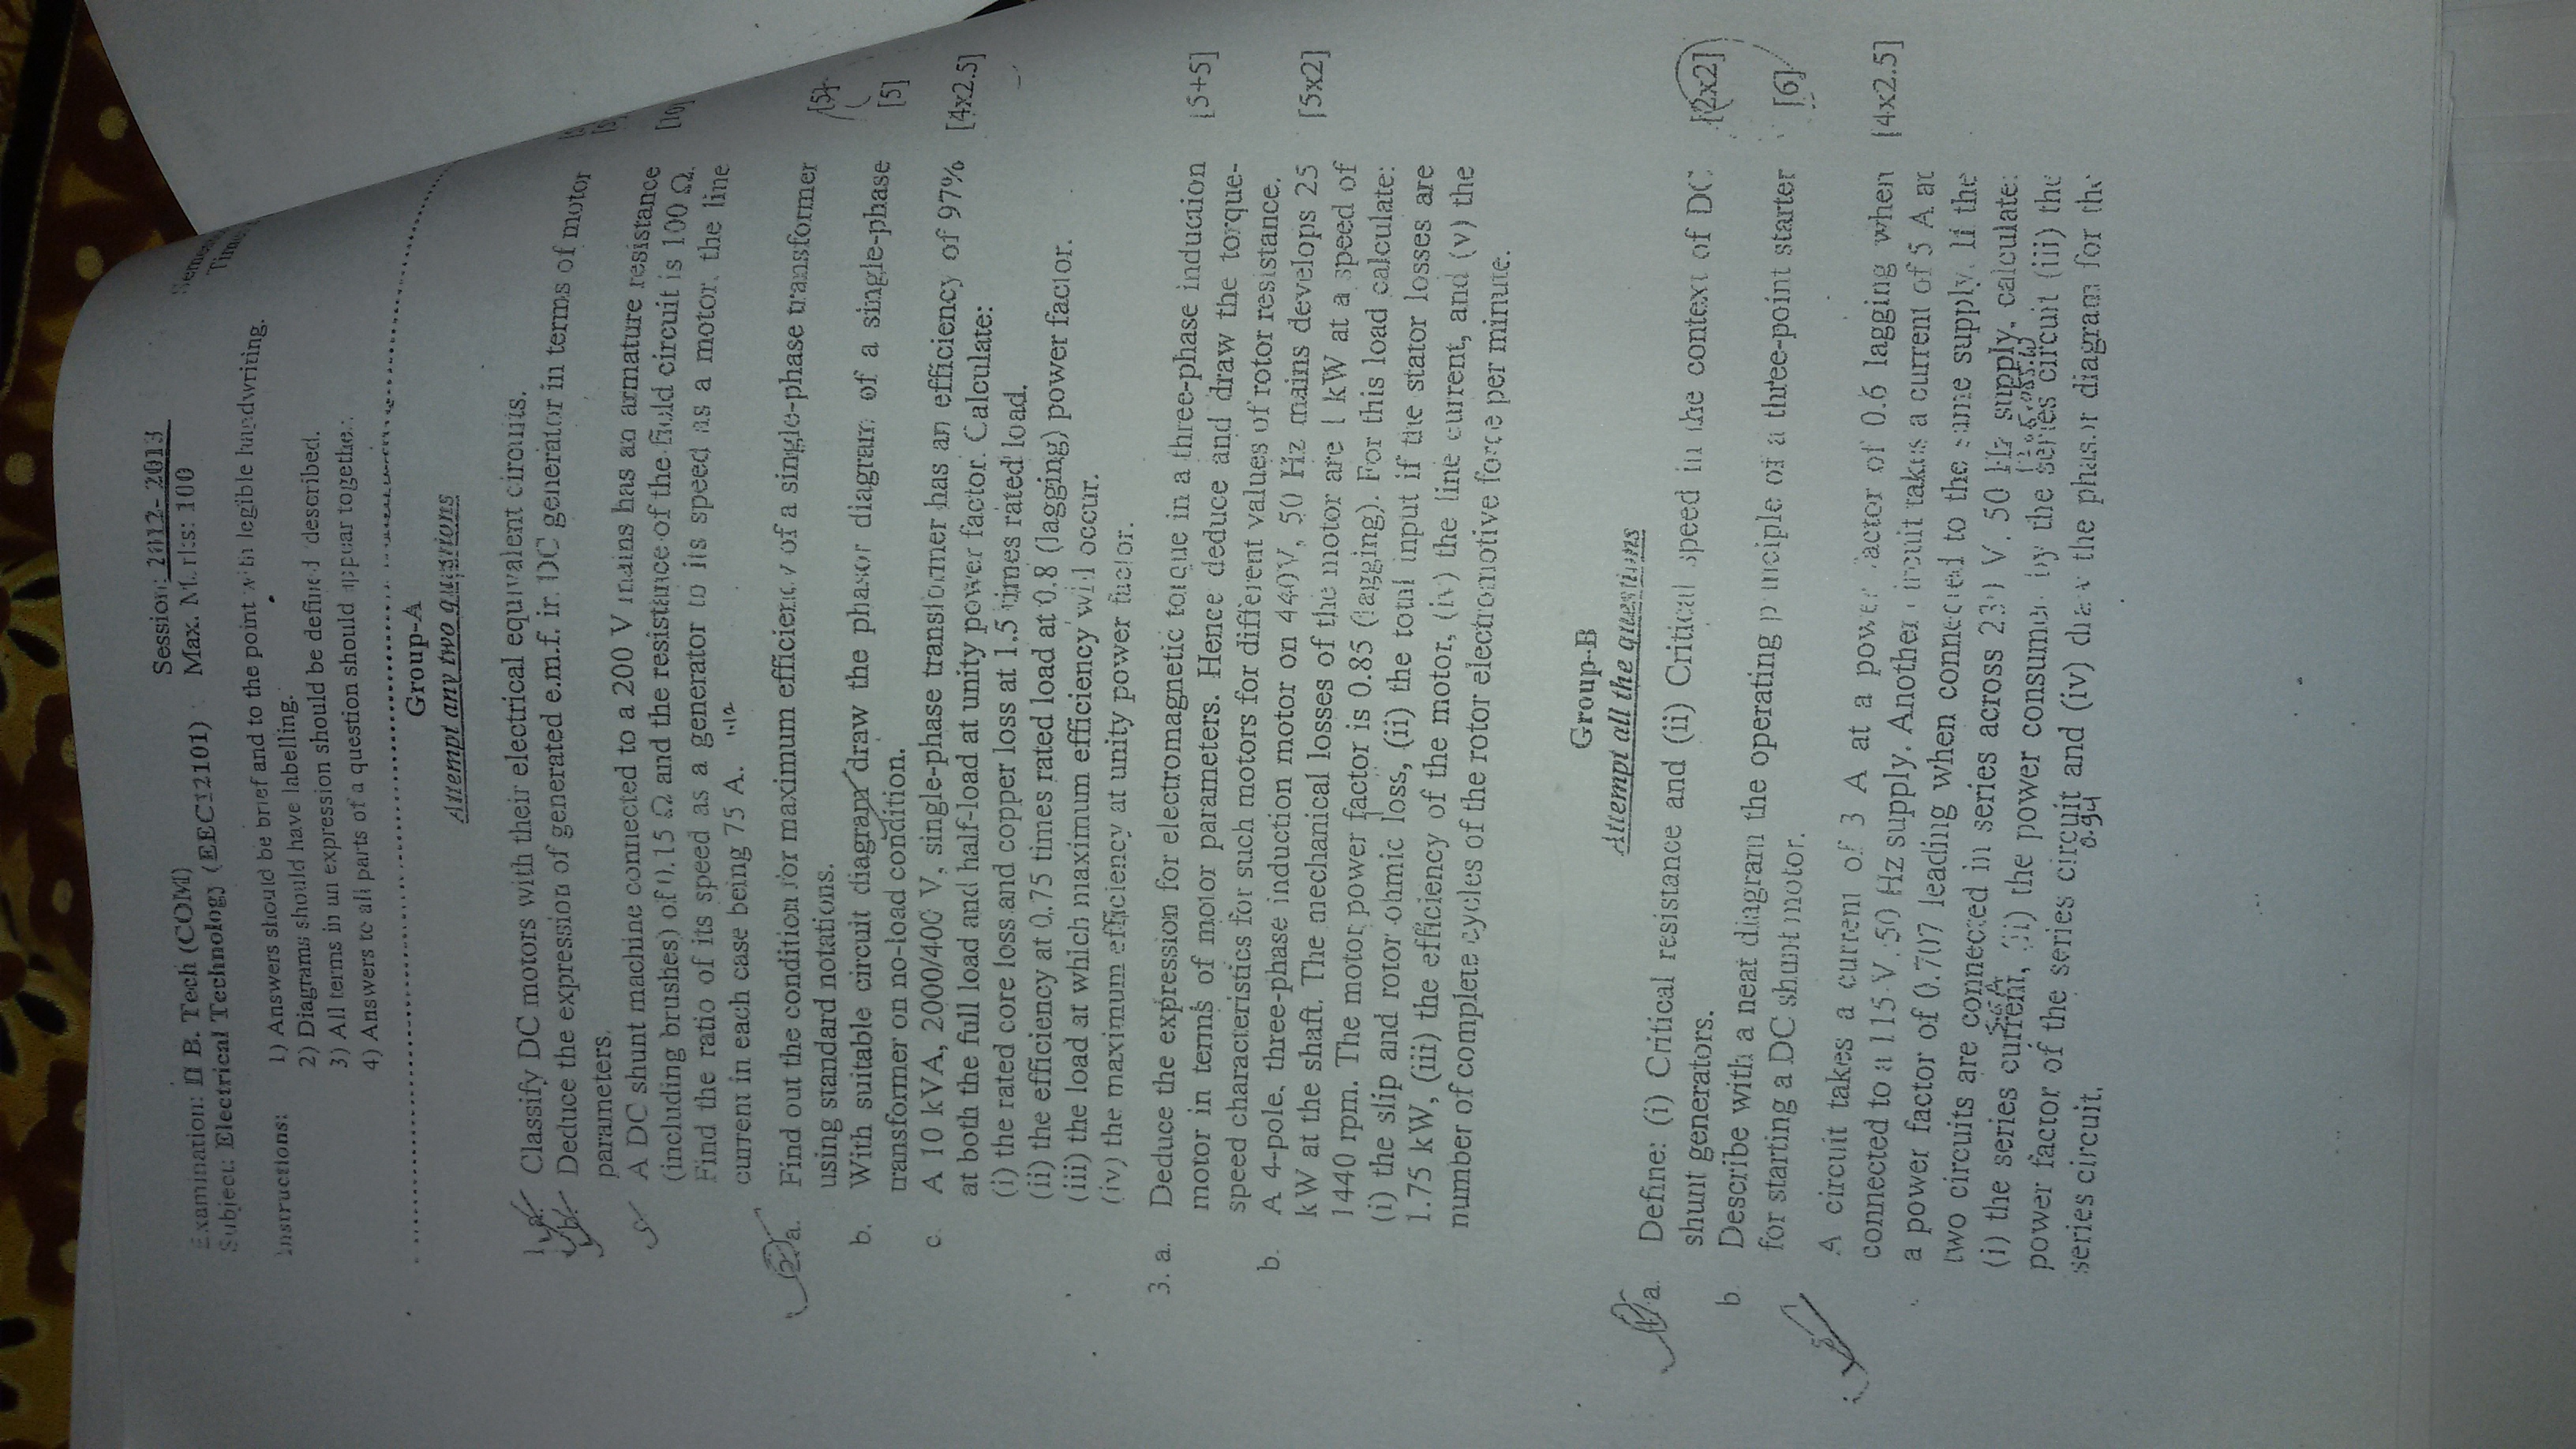 Session: 2012-2013
Examination: II B. Tech (COM)
Max. Marks: 100
Subject: Electrical Technology (EEC12101)
Time
Instructions:
1) Answers should be brief and to the point with legible handwriting.
2) Diagrams should have labelling.
3) All terms in an expression should be defined described.
4) Answers to all parts of a question should appear together.
Group-A
Attempt any two questions
1. a. Classify DC motors with their electrical equivalent circuits.
b. Deduce the expression of generated e.m.f. in DC generator in terms of motor
parameters.
c. A DC shunt machine connected to a 200 V mains has an armature resistance [10]
(including brushes) of 0.15 Ω and the resistance of the field circuit is 100 Ω.
Find the ratio of its speed as a generator to its speed as a motor, the line
current in each case being 75 A. 1.12
2. a. Find out the condition for maximum efficiency of a single-phase transformer [5]
using standard notations.
b. With suitable circuit diagram draw the phasor diagram of a single-phase [5]
transformer on no-load condition.
c. A 10 kVA, 2000/400 V, single-phase transformer has an efficiency of 97% [4x2.5]
at both the full load and half-load at unity power factor. Calculate:
(i) the rated core loss and copper loss at 1.5 times rated load.
(ii) the efficiency at 0.75 times rated load at 0.8 (lagging) power factor.
(iii) the load at which maximum efficiency will occur.
(iv) the maximum efficiency at unity power factor.
3. a. Deduce the expression for electromagnetic torque in a three-phase induction [5+5]
motor in terms of motor parameters. Hence deduce and draw the torque-
speed characteristics for such motors for different values of rotor resistance.
b. A 4-pole, three-phase induction motor on 440V, 50 Hz mains develops 25 [5x2]
kW at the shaft. The mechanical losses of the motor are 1 kW at a speed of
1440 rpm. The motor power factor is 0.85 (lagging). For this load calculate:
(i) the slip and rotor ohmic loss, (ii) the total input if the stator losses are
1.75 kW, (iii) the efficiency of the motor, (iv) the line current, and (v) the
number of complete cycles of the rotor electromotive force per minute.
Group-B
Attempt all the questions
a. Define: (i) Critical resistance and (ii) Critical speed in the context of DC [2x2]
shunt generators.
b. Describe with a neat diagram the operating principle of a three-point starter [6]
for starting a DC shunt motor.
A circuit takes a current of 3 A at a power factor of 0.6 lagging when [4x2.5]
connected to a 115 V, 50 Hz supply. Another circuit takes a current of 5 A at
a power factor of 0.707 leading when connected to the same supply. If the
two circuits are connected in series across 230 V, 50 Hz supply, calculate:
(i) the series current, (ii) the power consumed by the series circuit (iii) the
power factor of the series circuit and (iv) draw the phasor diagram for the
series circuit. 0.94